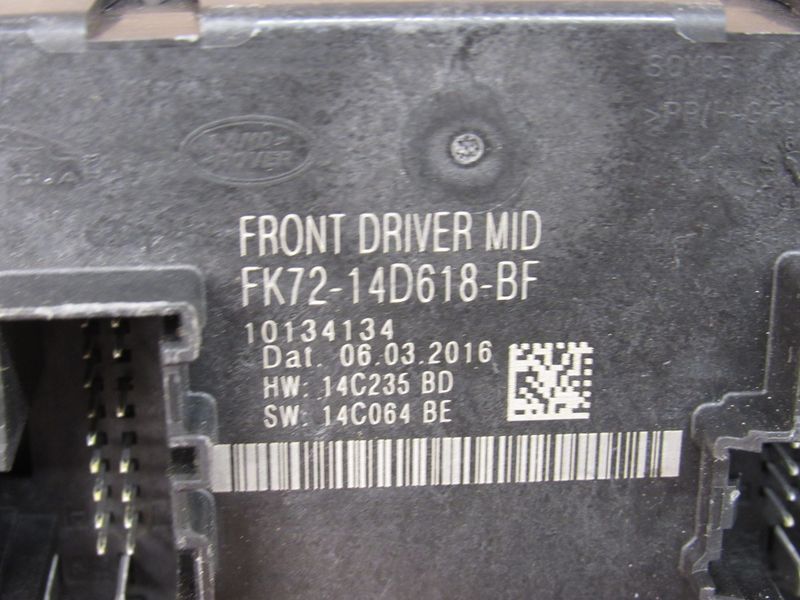 LAND
ROVER
FRONT DRIVER MID
FK72-14D618-BF
10134134
Dat. 06.03.2016
HW: 14C235 BD
SW: 14C064 BE